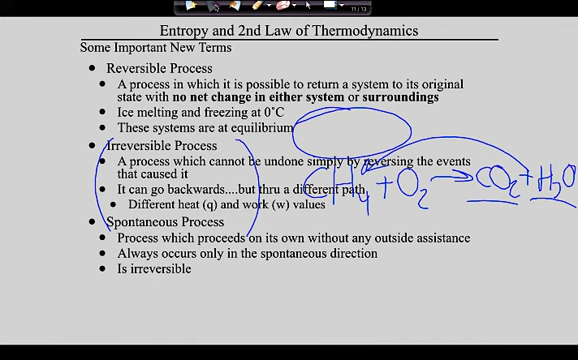 11 / 13
Entropy and 2nd Law of Thermodynamics
Some Important New Terms
• Reversible Process
• A process in which it is possible to return a system to its original
state with no net change in either system or surroundings
• Ice melting and freezing at 0°C
• These systems are at equilibrium
• Irreversible Process
• A process which cannot be undone simply by reversing the events
that caused it
• It can go backwards....but thru a different path
• Different heat (q) and work (w) values
CH4 + O2 → CO2 + H2O
• Spontaneous Process
• Process which proceeds on its own without any outside assistance
• Always occurs only in the spontaneous direction
• Is irreversible